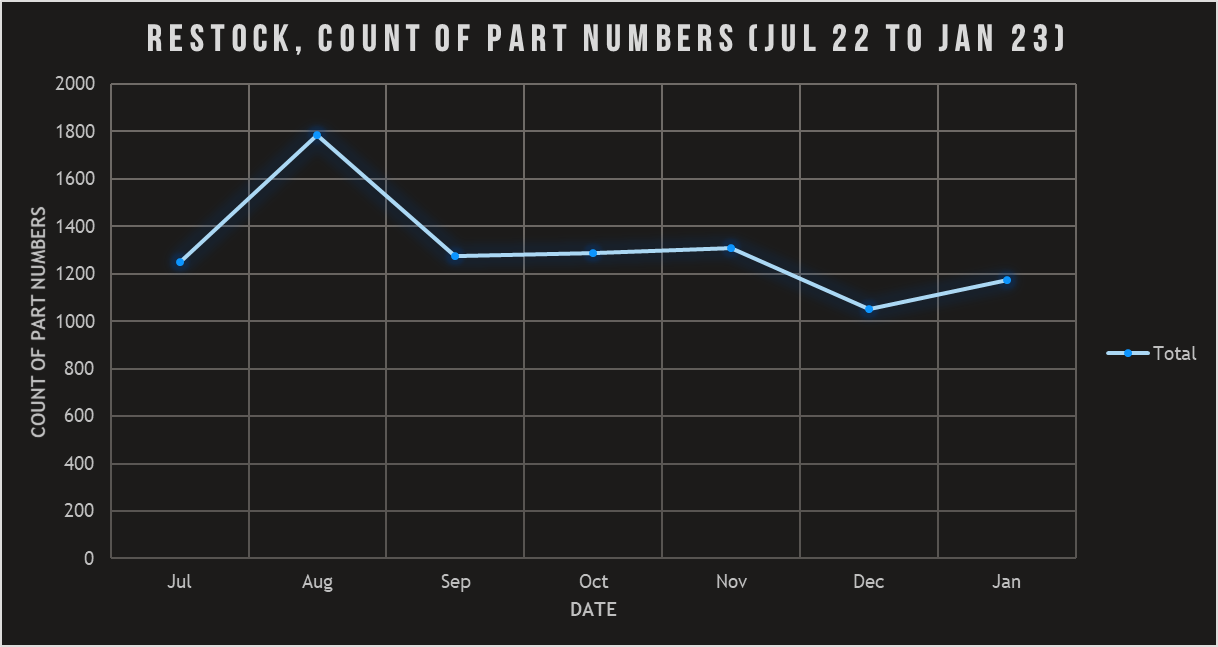 RESTOCK, COUNT OF PART NUMBERS (JUL 22 TO JAN 23)
COUNT OF PART NUMBERS
2000
1800
1600
1400
1200
1000
800
600
400
200
0
Jul Aug Sep Oct Nov Dec Jan
DATE
Total